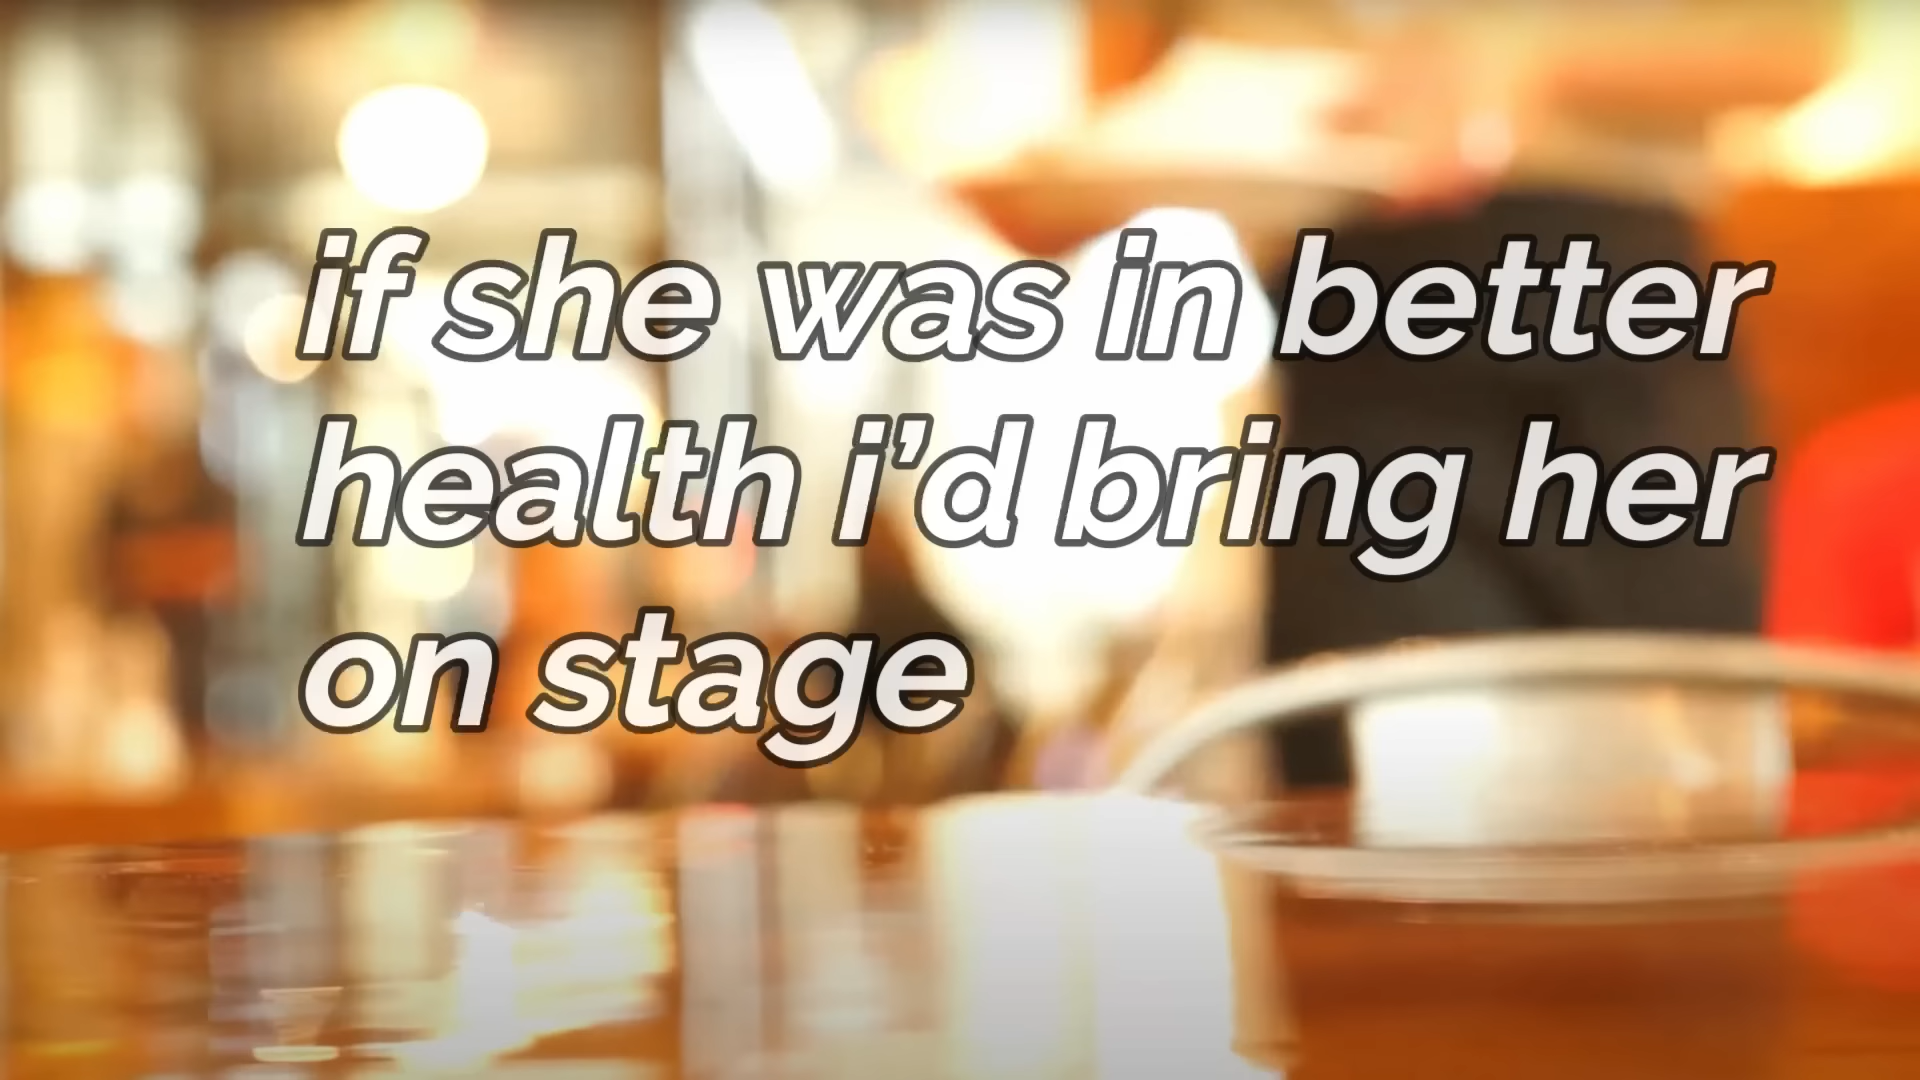 if she was in better
health i’d bring her
on stage